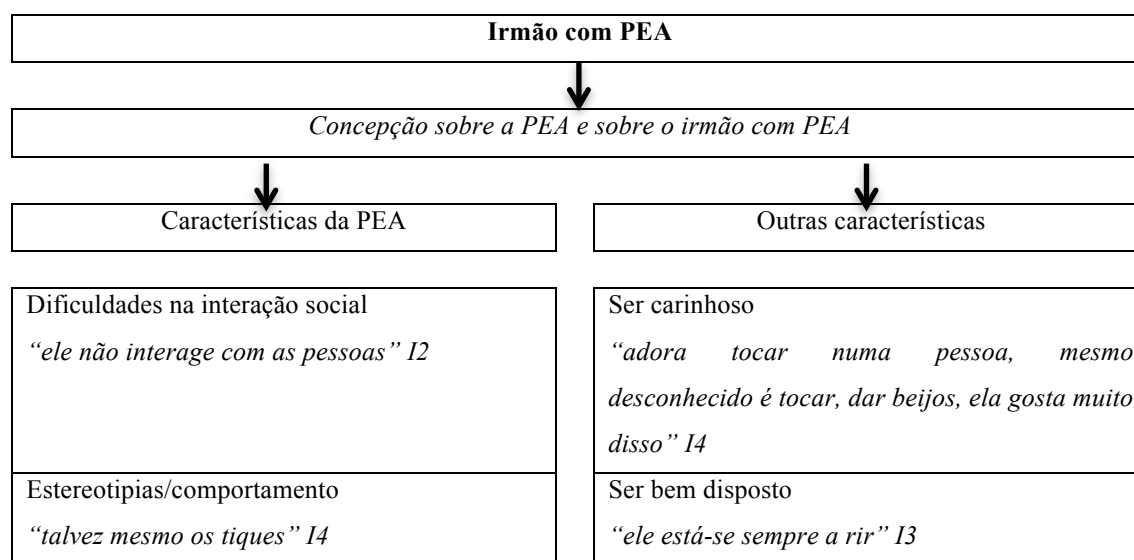 Irmão com PEA
Concepção sobre a PEA e sobre o irmão com PEA
Características da PEA
Outras características
Dificuldades na interação social
“ele não interage com as pessoas” I2
Ser carinhoso
“adora tocar numa pessoa, mesmo
desconhecido é tocar, dar beijos, ela gosta muito
disso” I4
Estereotipias/comportamento
“talvez mesmo os tiques” I4
Ser bem disposto
“ele está-se sempre a rir” I3